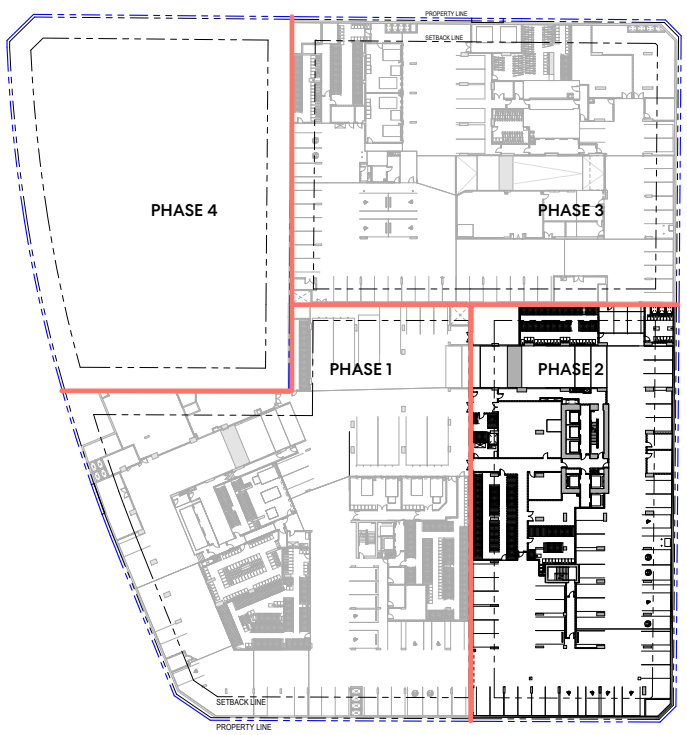 PROPERTY LINE
SETBACK LINE
PHASE 4
PHASE 3
PHASE 1
PHASE 2
SETBACK LINE
PROPERTY LINE